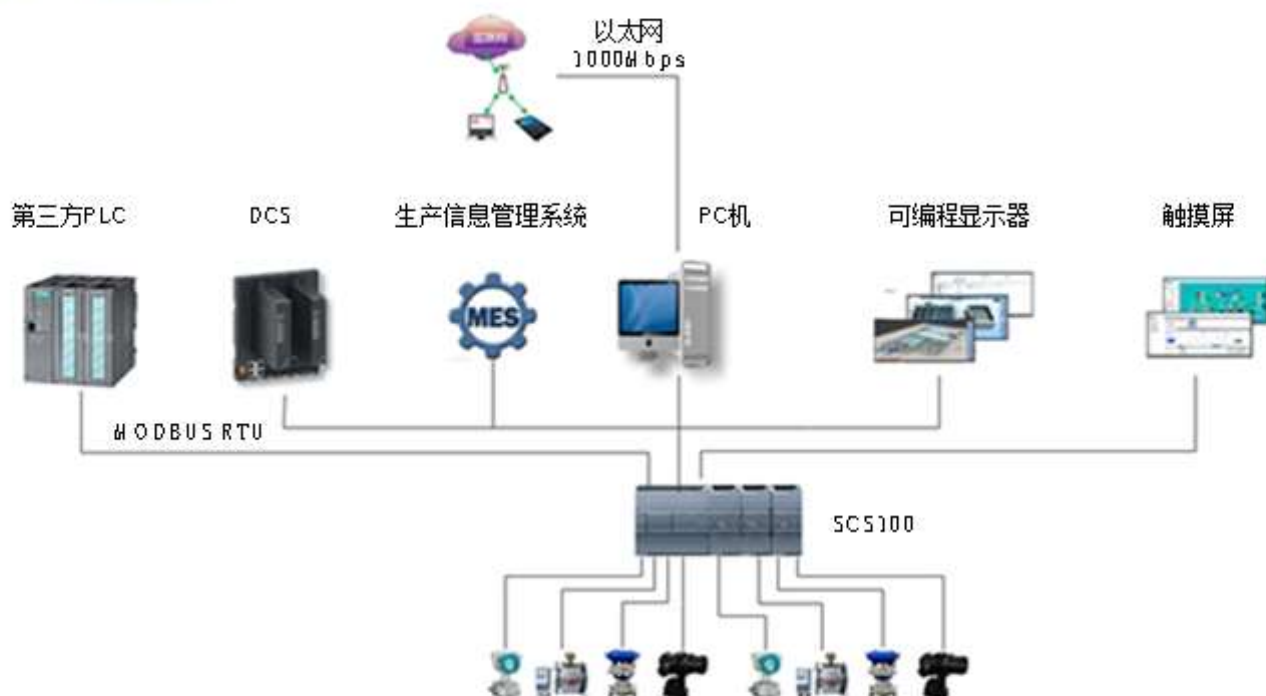 以太网
1000Mbps
第三方PLC
DCS
生产信息管理系统
PC机
可编程显示器
触摸屏
MES
MODBUS RTU
SCS100